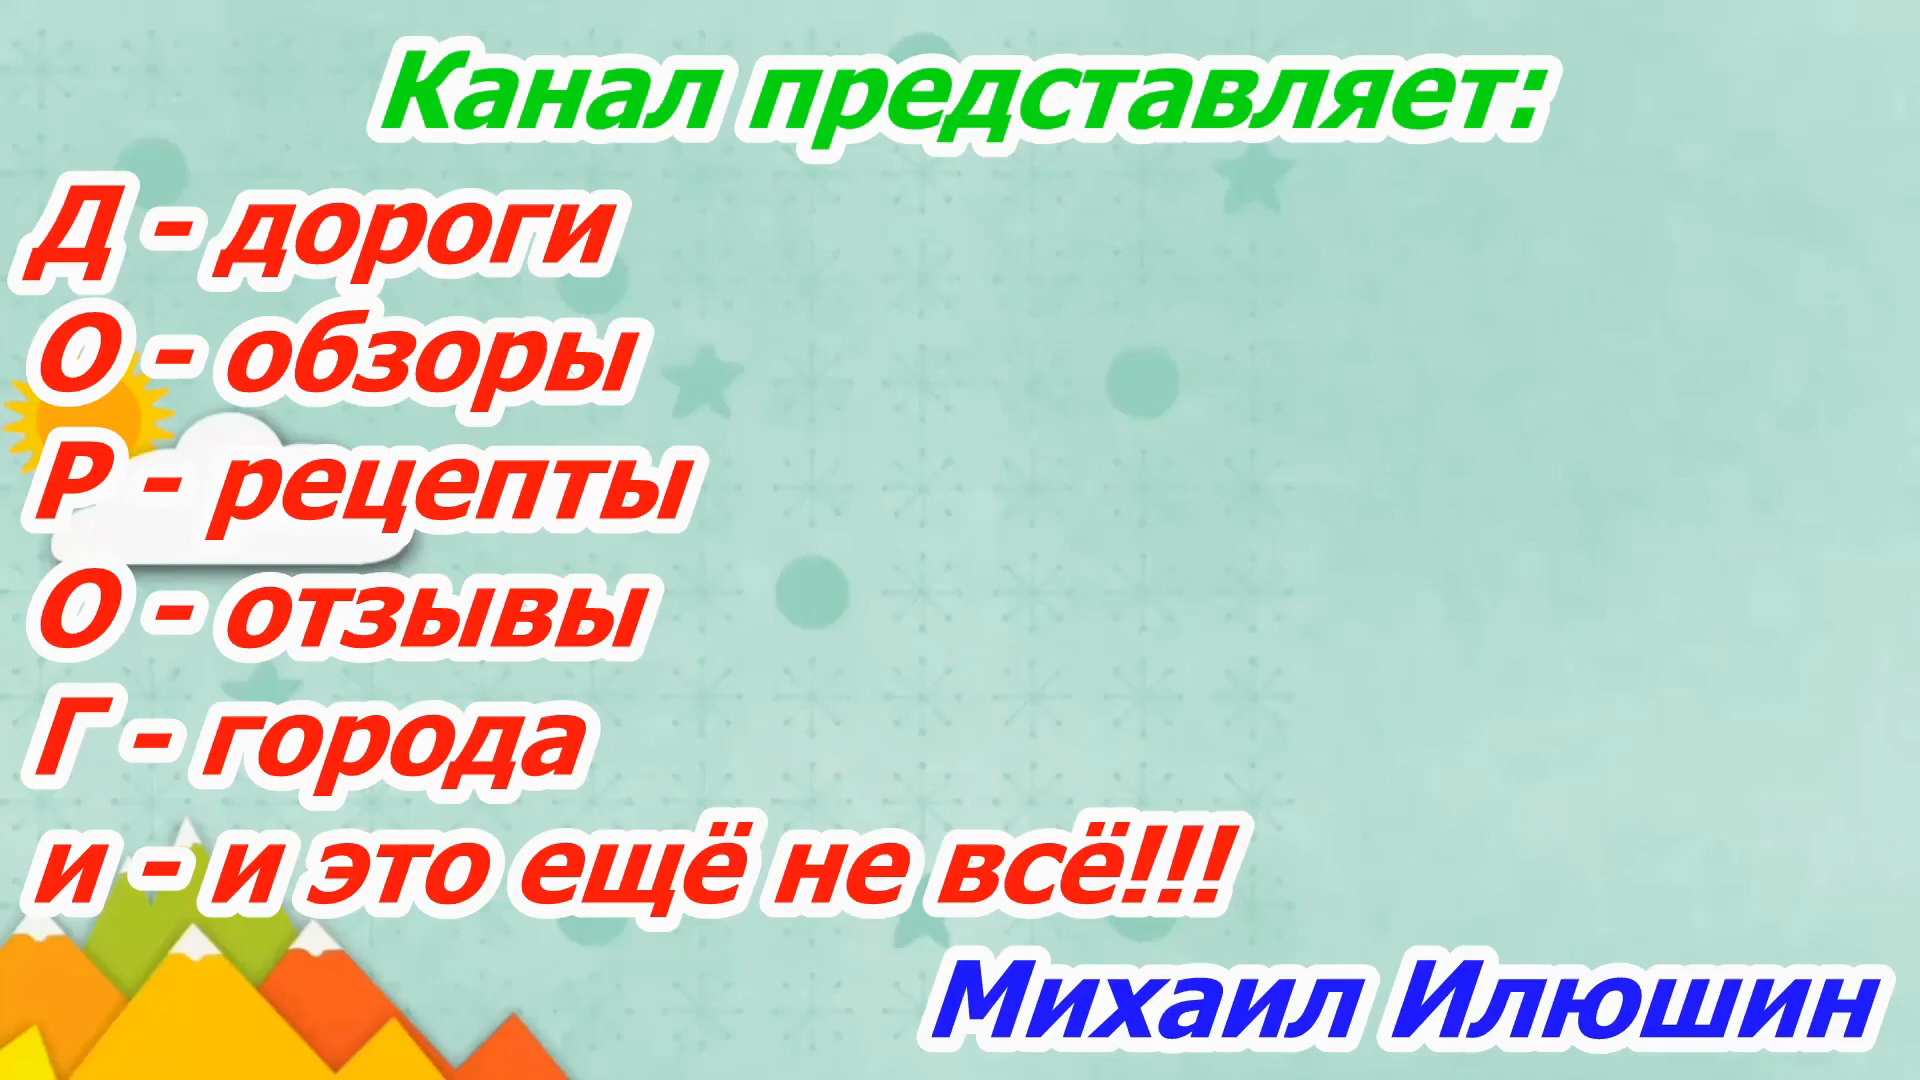 Канал представляет:
Д - дороги
О - обзоры
Р - рецепты
О - отзывы
Г - города
и - и это ещё не всё!!!
Михаил Илюшин